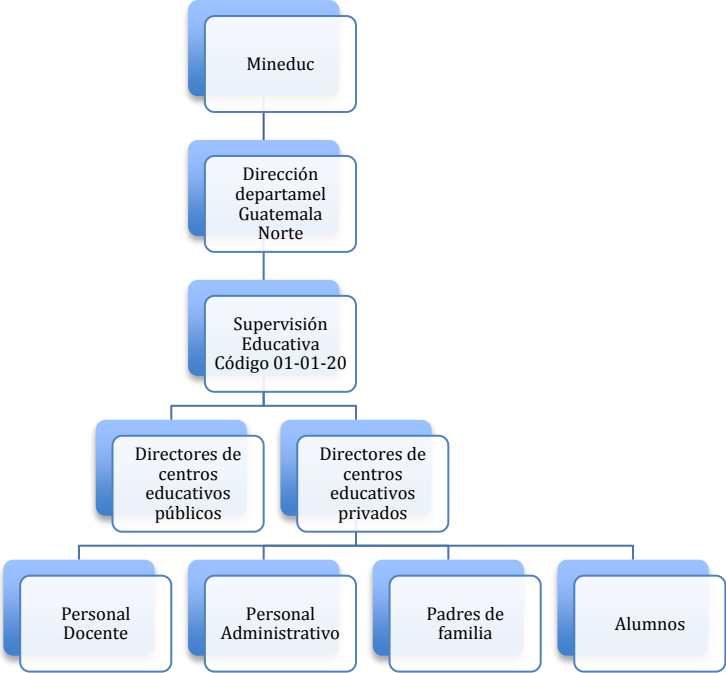 Mineduc
Dirección
departamel
Guatemala
Norte
Supervisión
Educativa
Código 01-01-20
Directores de
centros
educativos
públicos
Directores de
centros
educativos
privados
Personal
Docente
Personal
Administrativo
Padres de
familia
Alumnos